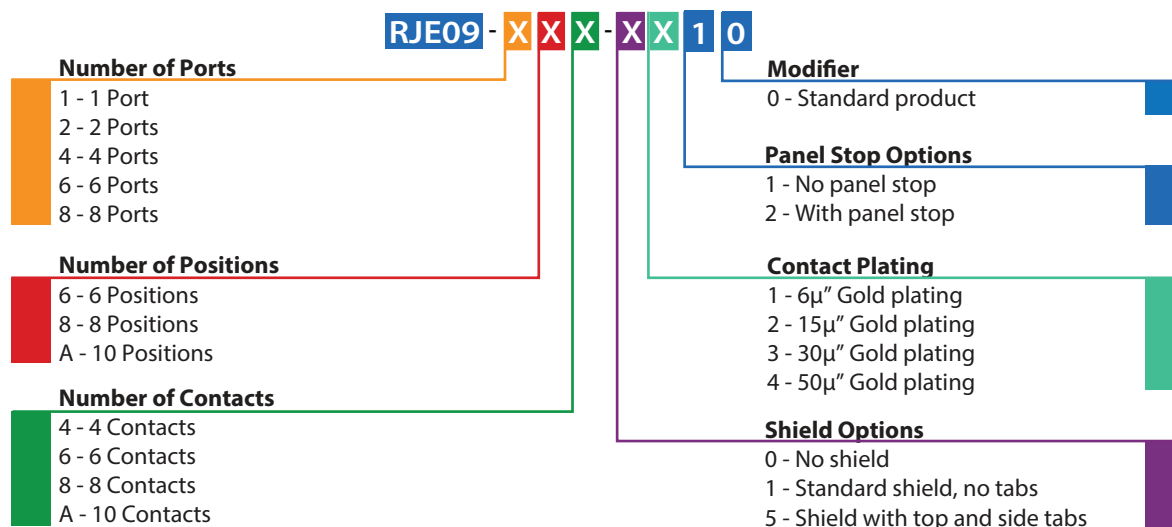 RJE09 - X X X - X X 1 0
Number of Ports
1 - 1 Port
2 - 2 Ports
4 - 4 Ports
6 - 6 Ports
8 - 8 Ports
Number of Positions
6 - 6 Positions
8 - 8 Positions
A - 10 Positions
Number of Contacts
4 - 4 Contacts
6 - 6 Contacts
8 - 8 Contacts
A - 10 Contacts
Modifier
0 - Standard product
Panel Stop Options
1 - No panel stop
2 - With panel stop
Contact Plating
1 - 6µ” Gold plating
2 - 15µ” Gold plating
3 - 30µ” Gold plating
4 - 50µ” Gold plating
Shield Options
0 - No shield
1 - Standard shield, no tabs
5 - Shield with top and side tabs